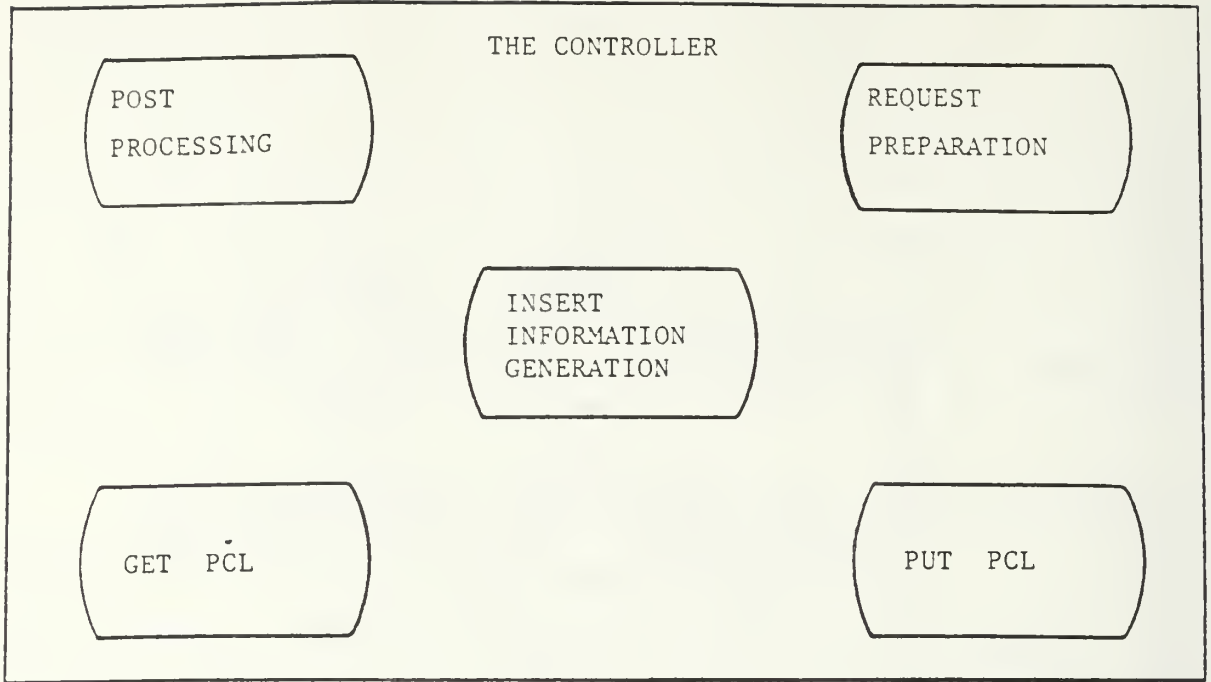 THE CONTROLLER
POST
PROCESSING
REQUEST
PREPARATION
INSERT
INFORMATION
GENERATION
GET PCL
PUT PCL